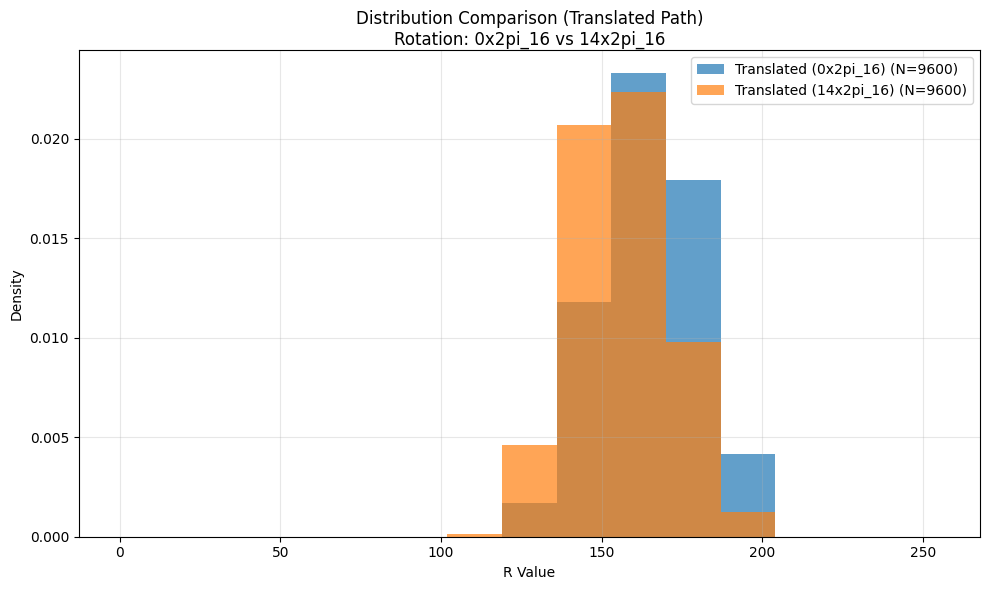 Distribution Comparison (Translated Path)
Rotation: 0x2pi_16 vs 14x2pi_16
Translated (0x2pi_16) (N=9600)
Translated (14x2pi_16) (N=9600)
Density
0.020
0.015
0.010
0.005
0.000
0 50 100 150 200 250
R Value